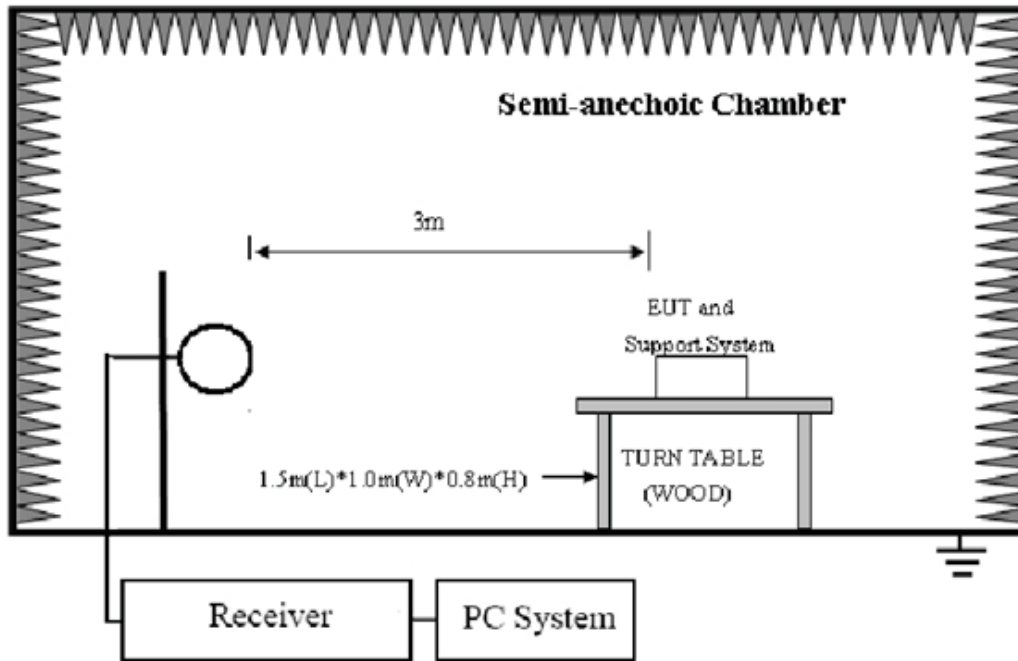 Semi-anechoic Chamber
3m
EUT and
Support System
1.5m(L)*1.0m(W)*0.8m(H)
TURN TABLE
(WOOD)
Receiver
PC System